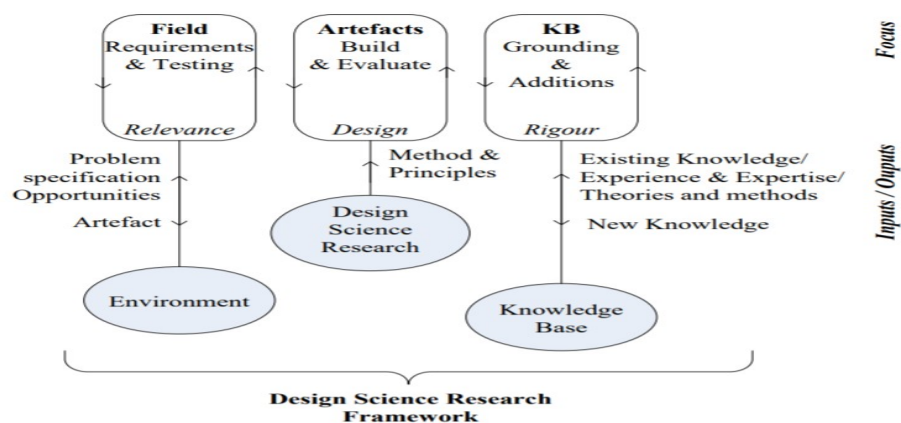 Field
Requirements
& Testing
Relevance
Artefacts
Build
& Evaluate
Design
KB
Grounding
&
Additions
Rigour
Focus
Problem
specification
Opportunities
Artefact
Method &
Principles
Existing Knowledge/
Experience & Expertise/
Theories and methods
New Knowledge
Inputs / Ouputs
Design
Science
Research
Environment
Knowledge
Base
Design Science Research
Framework